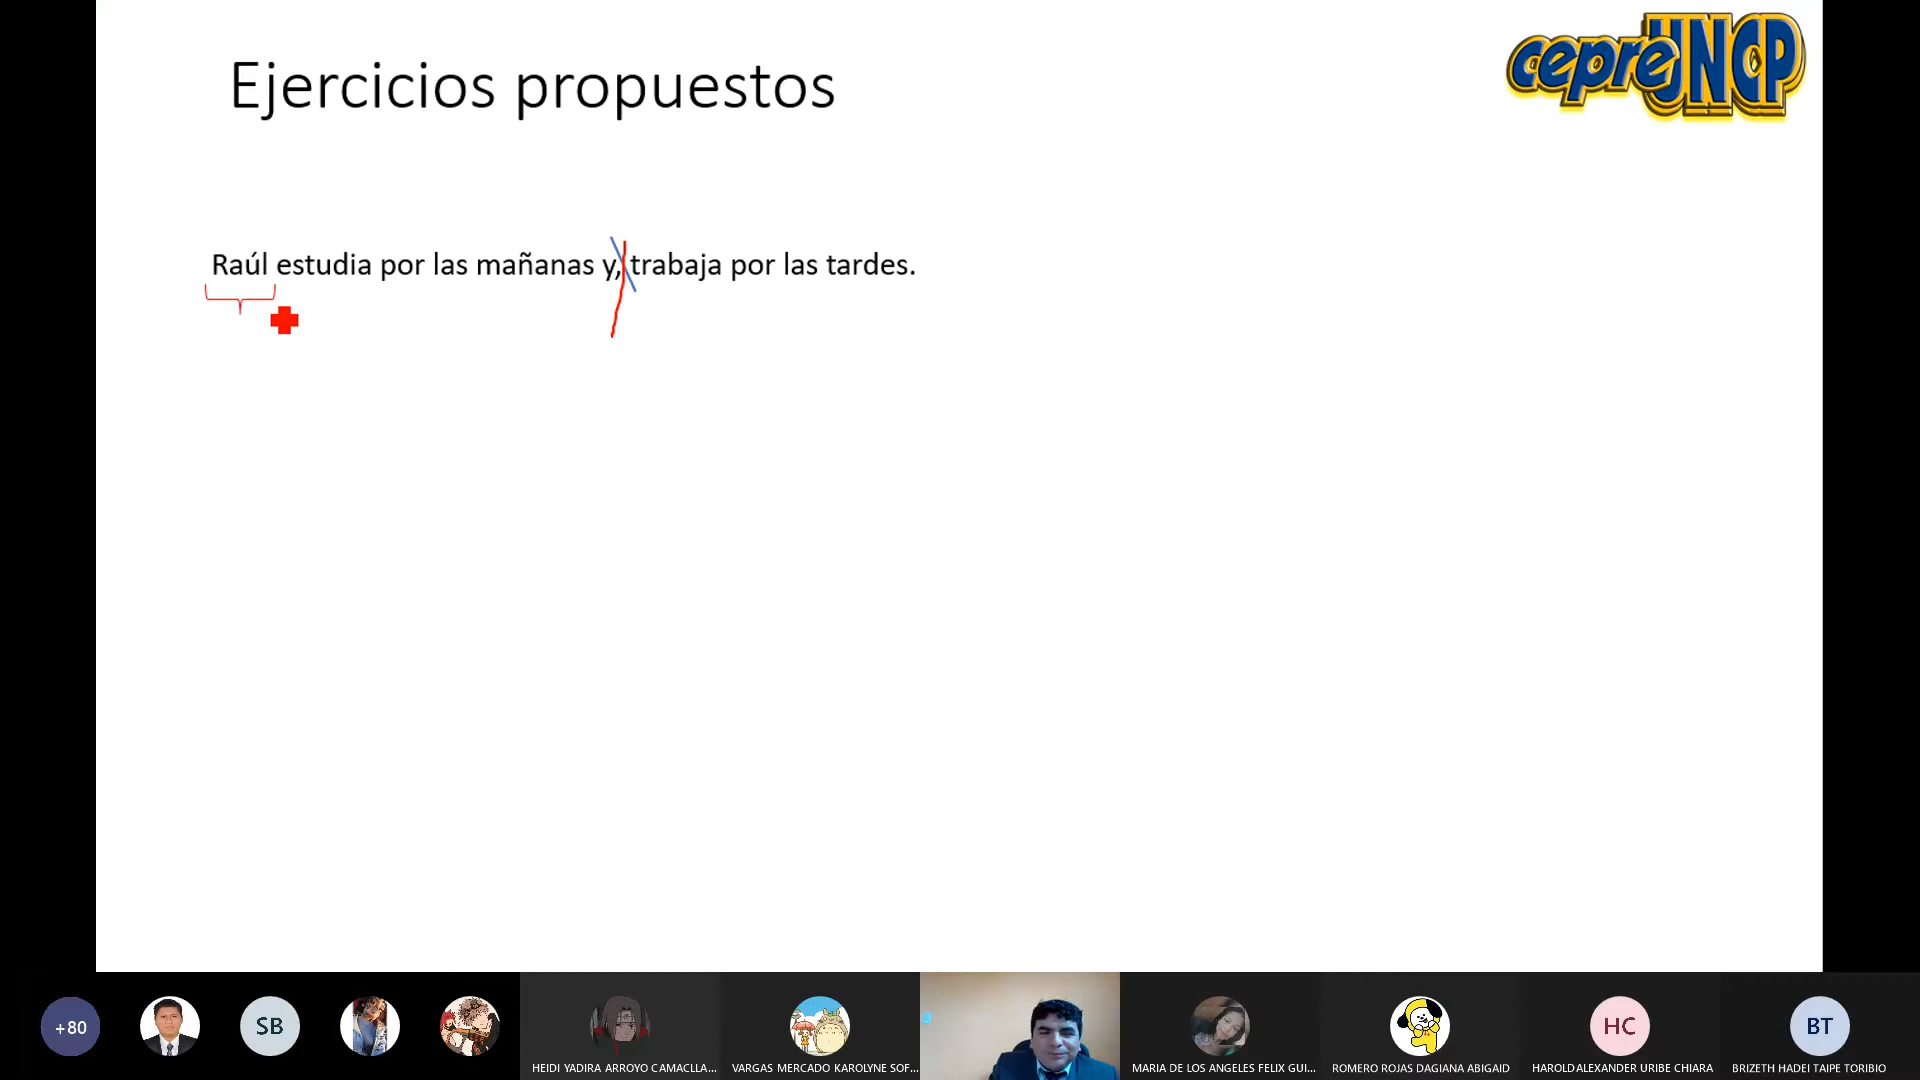 Ejercicios propuestos
cepreUNCP
Raúl estudia por las mañanas y, trabaja por las tardes.
+80
SB
HC
BT
HEIDI YADIRA ARROYO CAMACLLA...
VARGAS MERCADO KAROLYNE SOF...
MARIA DE LOS ANGELES FELIX GUI...
ROMERO ROJAS DAGIANA ABIGAID
HAROLD ALEXANDER URIBE CHIARA
BRIZETH HADEI TAIPE TORIBIO